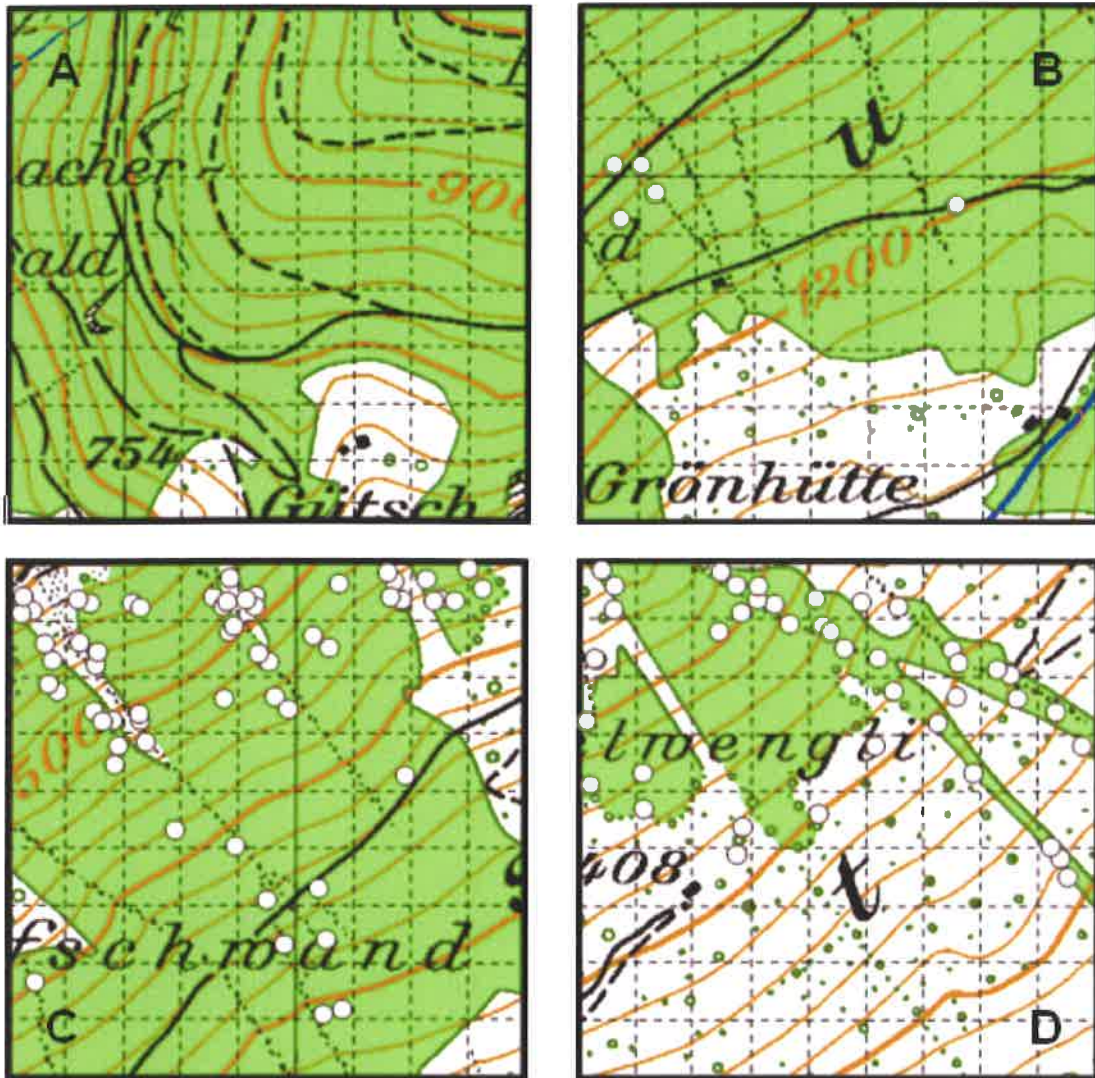 A
acher-
900
ald
754
Gütsch
B
u
d
1200
Grönhütte
500
fschwand
C
lwengli
408
t
D